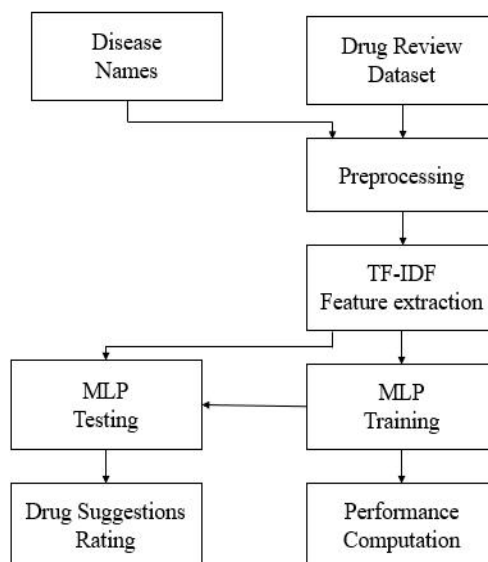 Disease
Names
Drug Review
Dataset
Preprocessing
TF-IDF
Feature extraction
MLP
Testing
MLP
Training
Drug Suggestions
Rating
Performance
Computation